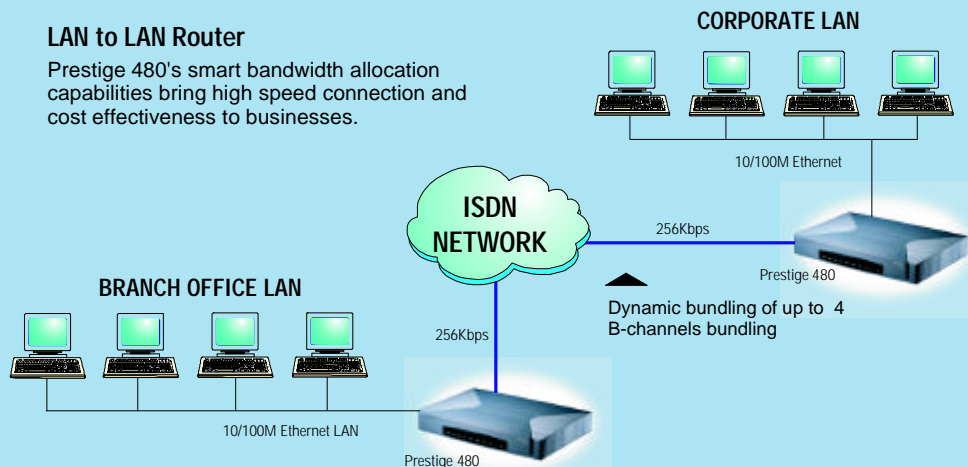 LAN to LAN Router
Prestige 480's smart bandwidth allocation
capabilities bring high speed connection and
cost effectiveness to businesses.
CORPORATE LAN
10/100M Ethernet
ISDN
NETWORK
256Kbps
Prestige 480
Dynamic bundling of up to 4
B-channels bundling
BRANCH OFFICE LAN
256Kbps
10/100M Ethernet LAN
Prestige 480